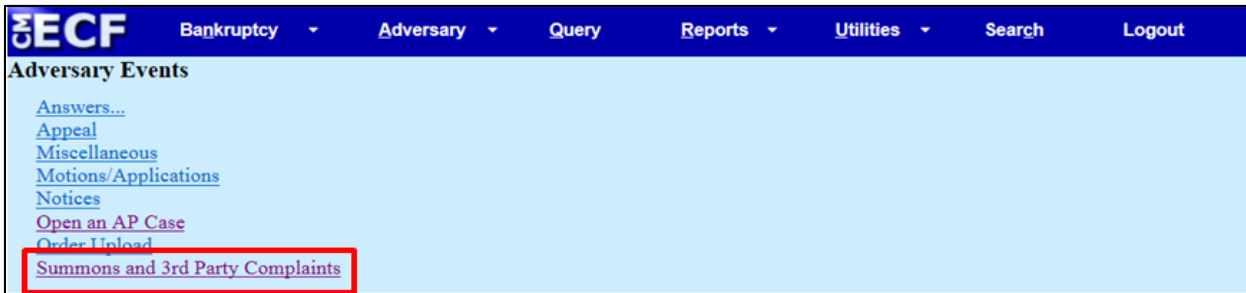 CM ECF Bankruptcy Adversary Query Reports Utilities Search Logout
Adversary Events
Answers...
Appeal
Miscellaneous
Motions/Applications
Notices
Open an AP Case
Order Upload
Summons and 3rd Party Complaints